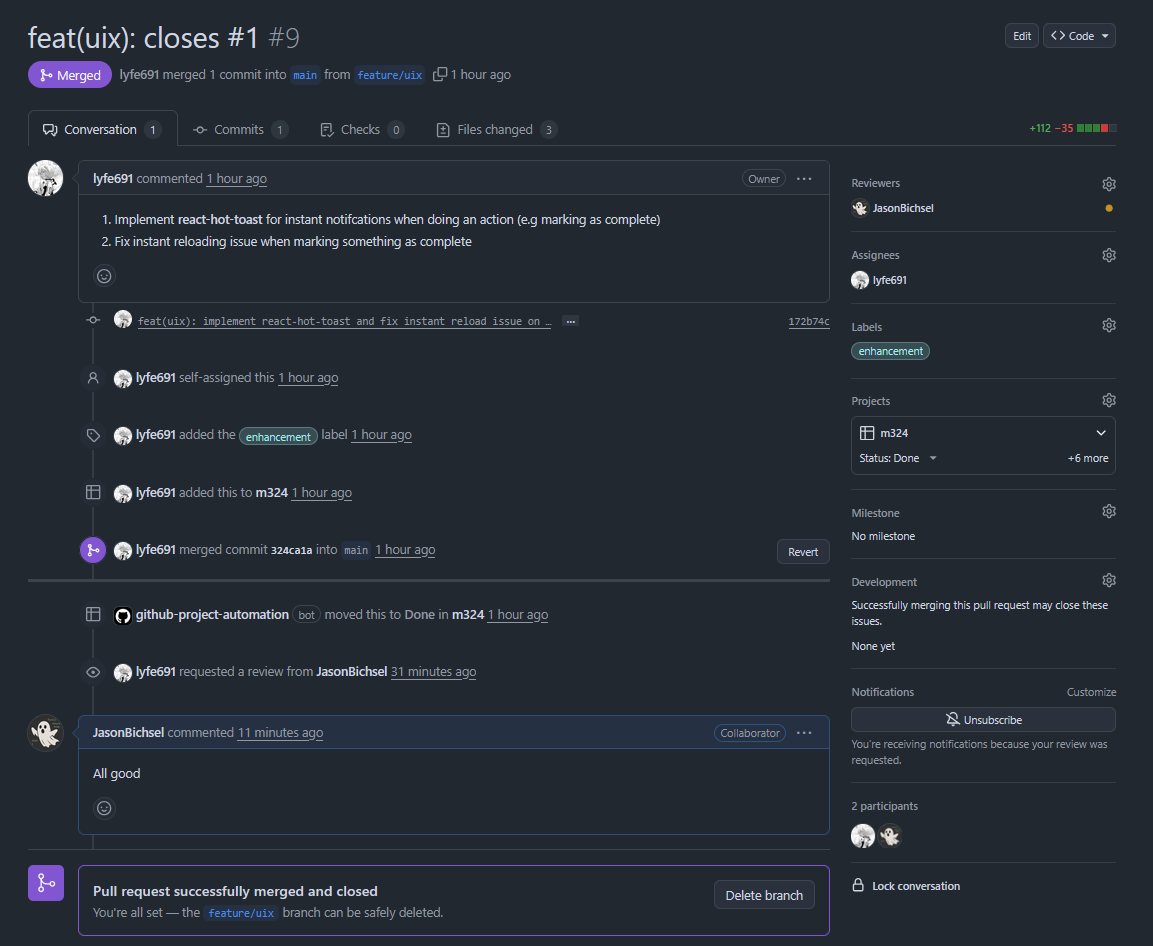 feat(uix): closes #1 #9
Edit
Code
Merged
lyfe691 merged 1 commit into main from feature/uix 1 hour ago
Conversation 1
Commits 1
Checks 0
Files changed 3
+112 −35
lyfe691 commented 1 hour ago
Owner
1. Implement react-hot-toast for instant notifcations when doing an action (e.g marking as complete)
2. Fix instant reloading issue when marking something as complete
feat(uix): implement react-hot-toast and fix instant reload issue on …
172b74c
lyfe691 self-assigned this 1 hour ago
lyfe691 added the enhancement label 1 hour ago
lyfe691 added this to m324 1 hour ago
lyfe691 merged commit 324ca1a into main 1 hour ago
Revert
github-project-automation bot moved this to Done in m324 1 hour ago
lyfe691 requested a review from JasonBichsel 31 minutes ago
JasonBichsel commented 11 minutes ago
Collaborator
All good
Pull request successfully merged and closed
You're all set — the feature/uix branch can be safely deleted.
Delete branch
Reviewers
JasonBichsel
Assignees
lyfe691
Labels
enhancement
Projects
m324
Status: Done
+6 more
Milestone
No milestone
Development
Successfully merging this pull request may close these
issues.
None yet
Notifications
Customize
Unsubscribe
You're receiving notifications because your review was
requested.
2 participants
Lock conversation